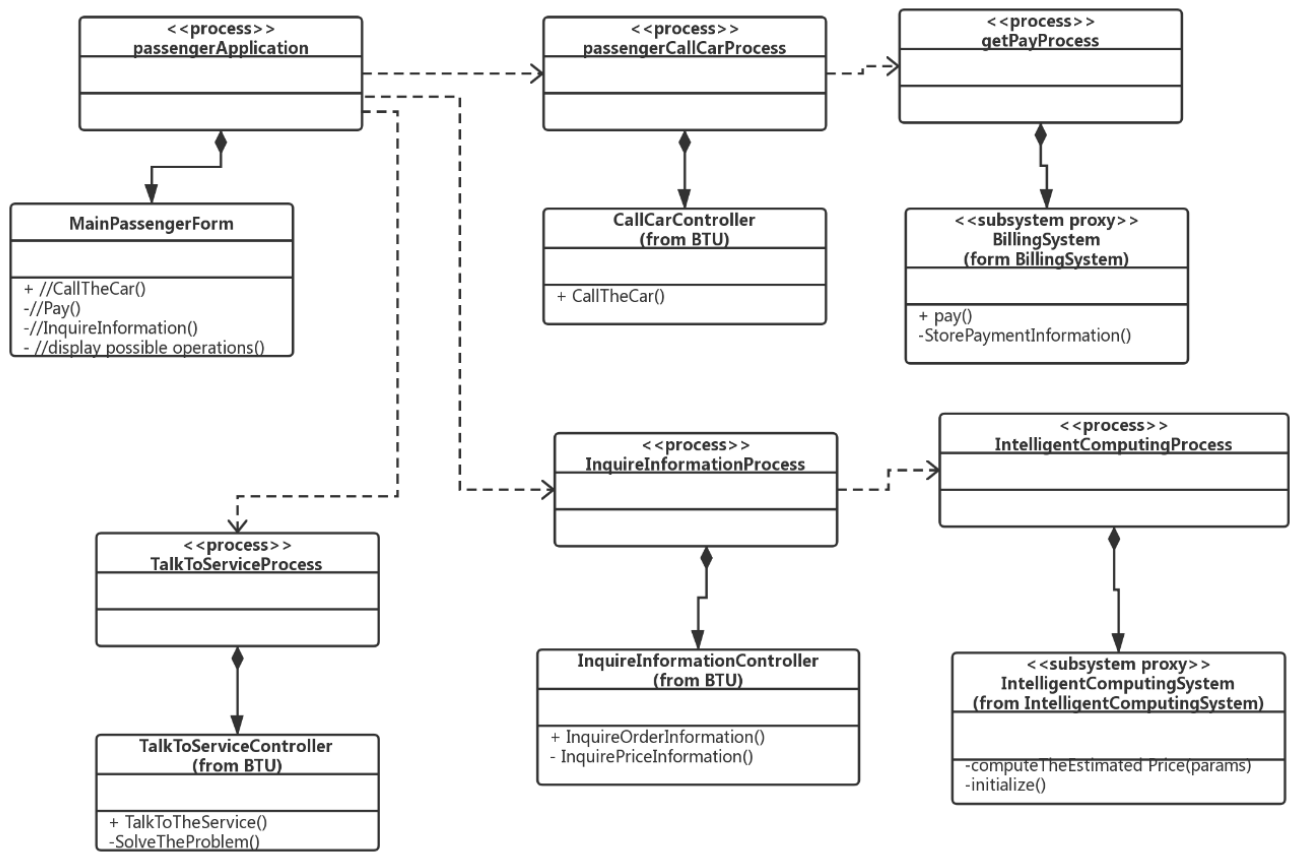 <<process>>
passengerApplication
<<process>>
passengerCallCarProcess
<<process>>
getPayProcess
MainPassengerForm
+ //CallTheCar()
-//Pay()
-//InquireInformation()
- //display possible operations()
CallCarController
(from BTU)
+ CallTheCar()
<<subsystem proxy>>
BillingSystem
(form BillingSystem)
+ pay()
-StorePaymentInformation()
<<process>>
InquireInformationProcess
<<process>>
IntelligentComputingProcess
<<process>>
TalkToServiceProcess
InquireInformationController
(from BTU)
+ InquireOrderInformation()
- InquirePriceInformation()
<<subsystem proxy>>
IntelligentComputingSystem
(from IntelligentComputingSystem)
-computeTheEstimated Price(params)
-initialize()
TalkToServiceController
(from BTU)
+ TalkToTheService()
-SolveTheProblem()